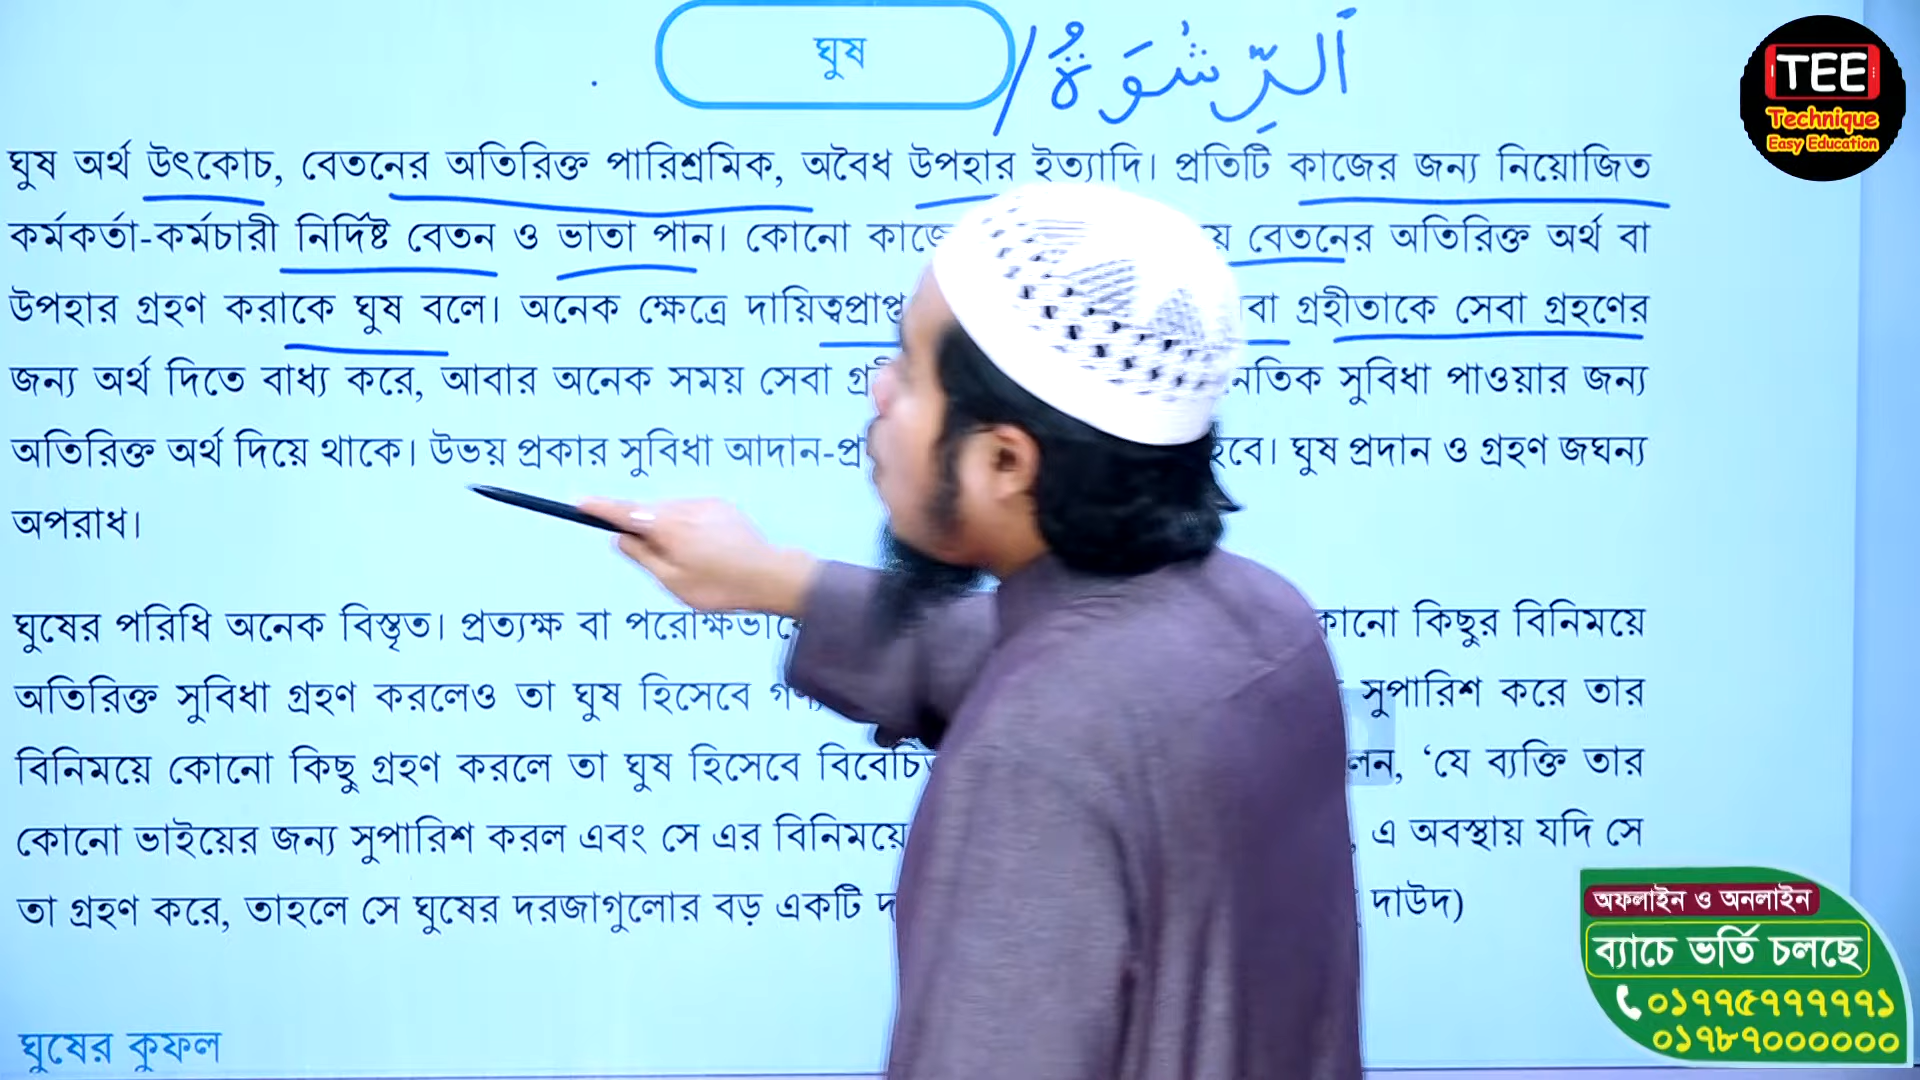 ঘুষ / اَلرِّشْوَةُ
TEE
Technique
Easy Education
ঘুষ অর্থ উৎকোচ, বেতনের অতিরিক্ত পারিশ্রমিক, অবৈধ উপহার ইত্যাদি। প্রতিটি কাজের জন্য নিয়োজিত
কর্মকর্তা-কর্মচারী নির্দিষ্ট বেতন ও ভাতা পান। কোনো বেতনের অতিরিক্ত অর্থ বা
উপহার গ্রহণ করাকে ঘুষ বলে। অনেক ক্ষেত্রে দায়িত্বপ্রাপ্ত গ্রহীতাকে সেবা গ্রহণের
জন্য অর্থ দিতে বাধ্য করে, আবার অনেক সময় সেবা সুবিধা পাওয়ার জন্য
অতিরিক্ত অর্থ দিয়ে থাকে। উভয় প্রকার সুবিধা ঘুষ প্রদান ও গ্রহণ জঘন্য
অপরাধ।
ঘুষের পরিধি অনেক বিস্তৃত। প্রত্যক্ষ বা কিছুর বিনিময়ে
অতিরিক্ত সুবিধা গ্রহণ করলেও তা ঘুষ হিসেবে সুপারিশ করে তার
বিনিময়ে কোনো কিছু গ্রহণ করলে তা ঘুষ হিসেবে ‘যে ব্যক্তি তার
কোনো ভাইয়ের জন্য সুপারিশ করল এবং সে এর বিনিময়ে এ অবস্থায় যদি সে
তা গ্রহণ করে, তাহলে সে ঘুষের দরজাগুলোর বড় একটি দাউদ)
ঘুষের কুফল
অফলাইন ও অনলাইন
ব্যাচে ভর্তি চলছে
০১৭৭৫৭৭৭৭৭১
০১৭৮৭০০০০০০